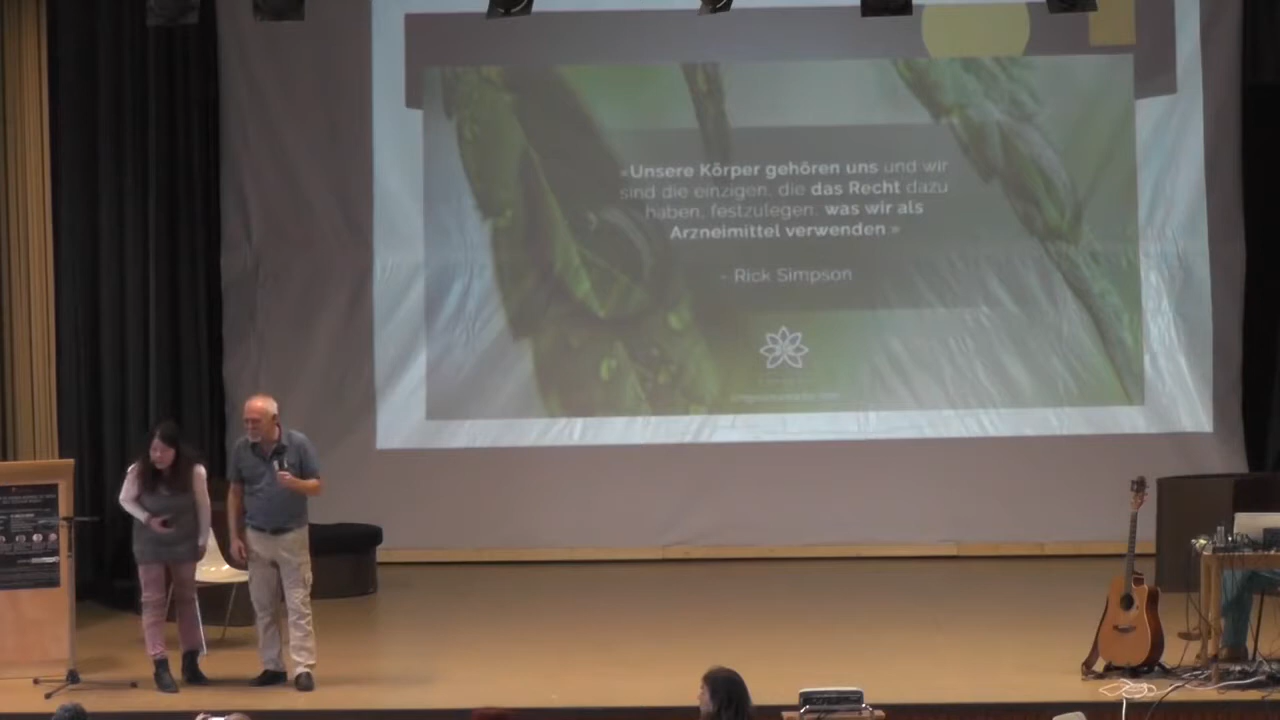 «Unsere Körper gehören uns und wir
sind die einzigen, die das Recht dazu
haben, festzulegen, was wir als
Arzneimittel verwenden.»
- Rick Simpson